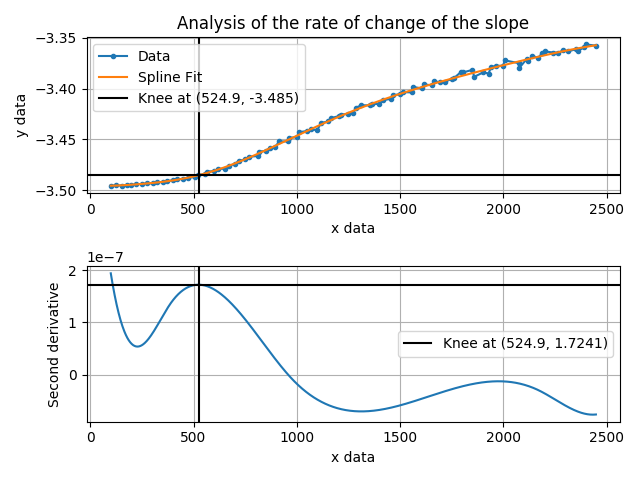 Analysis of the rate of change of the slope
−3.35
−3.40
−3.45
−3.50
y data
Data
Spline Fit
Knee at (524.9, -3.485)
0 500 1000 1500 2000 2500
x data
1e−7
2
1
0
Second derivative
Knee at (524.9, 1.7241)
0 500 1000 1500 2000 2500
x data